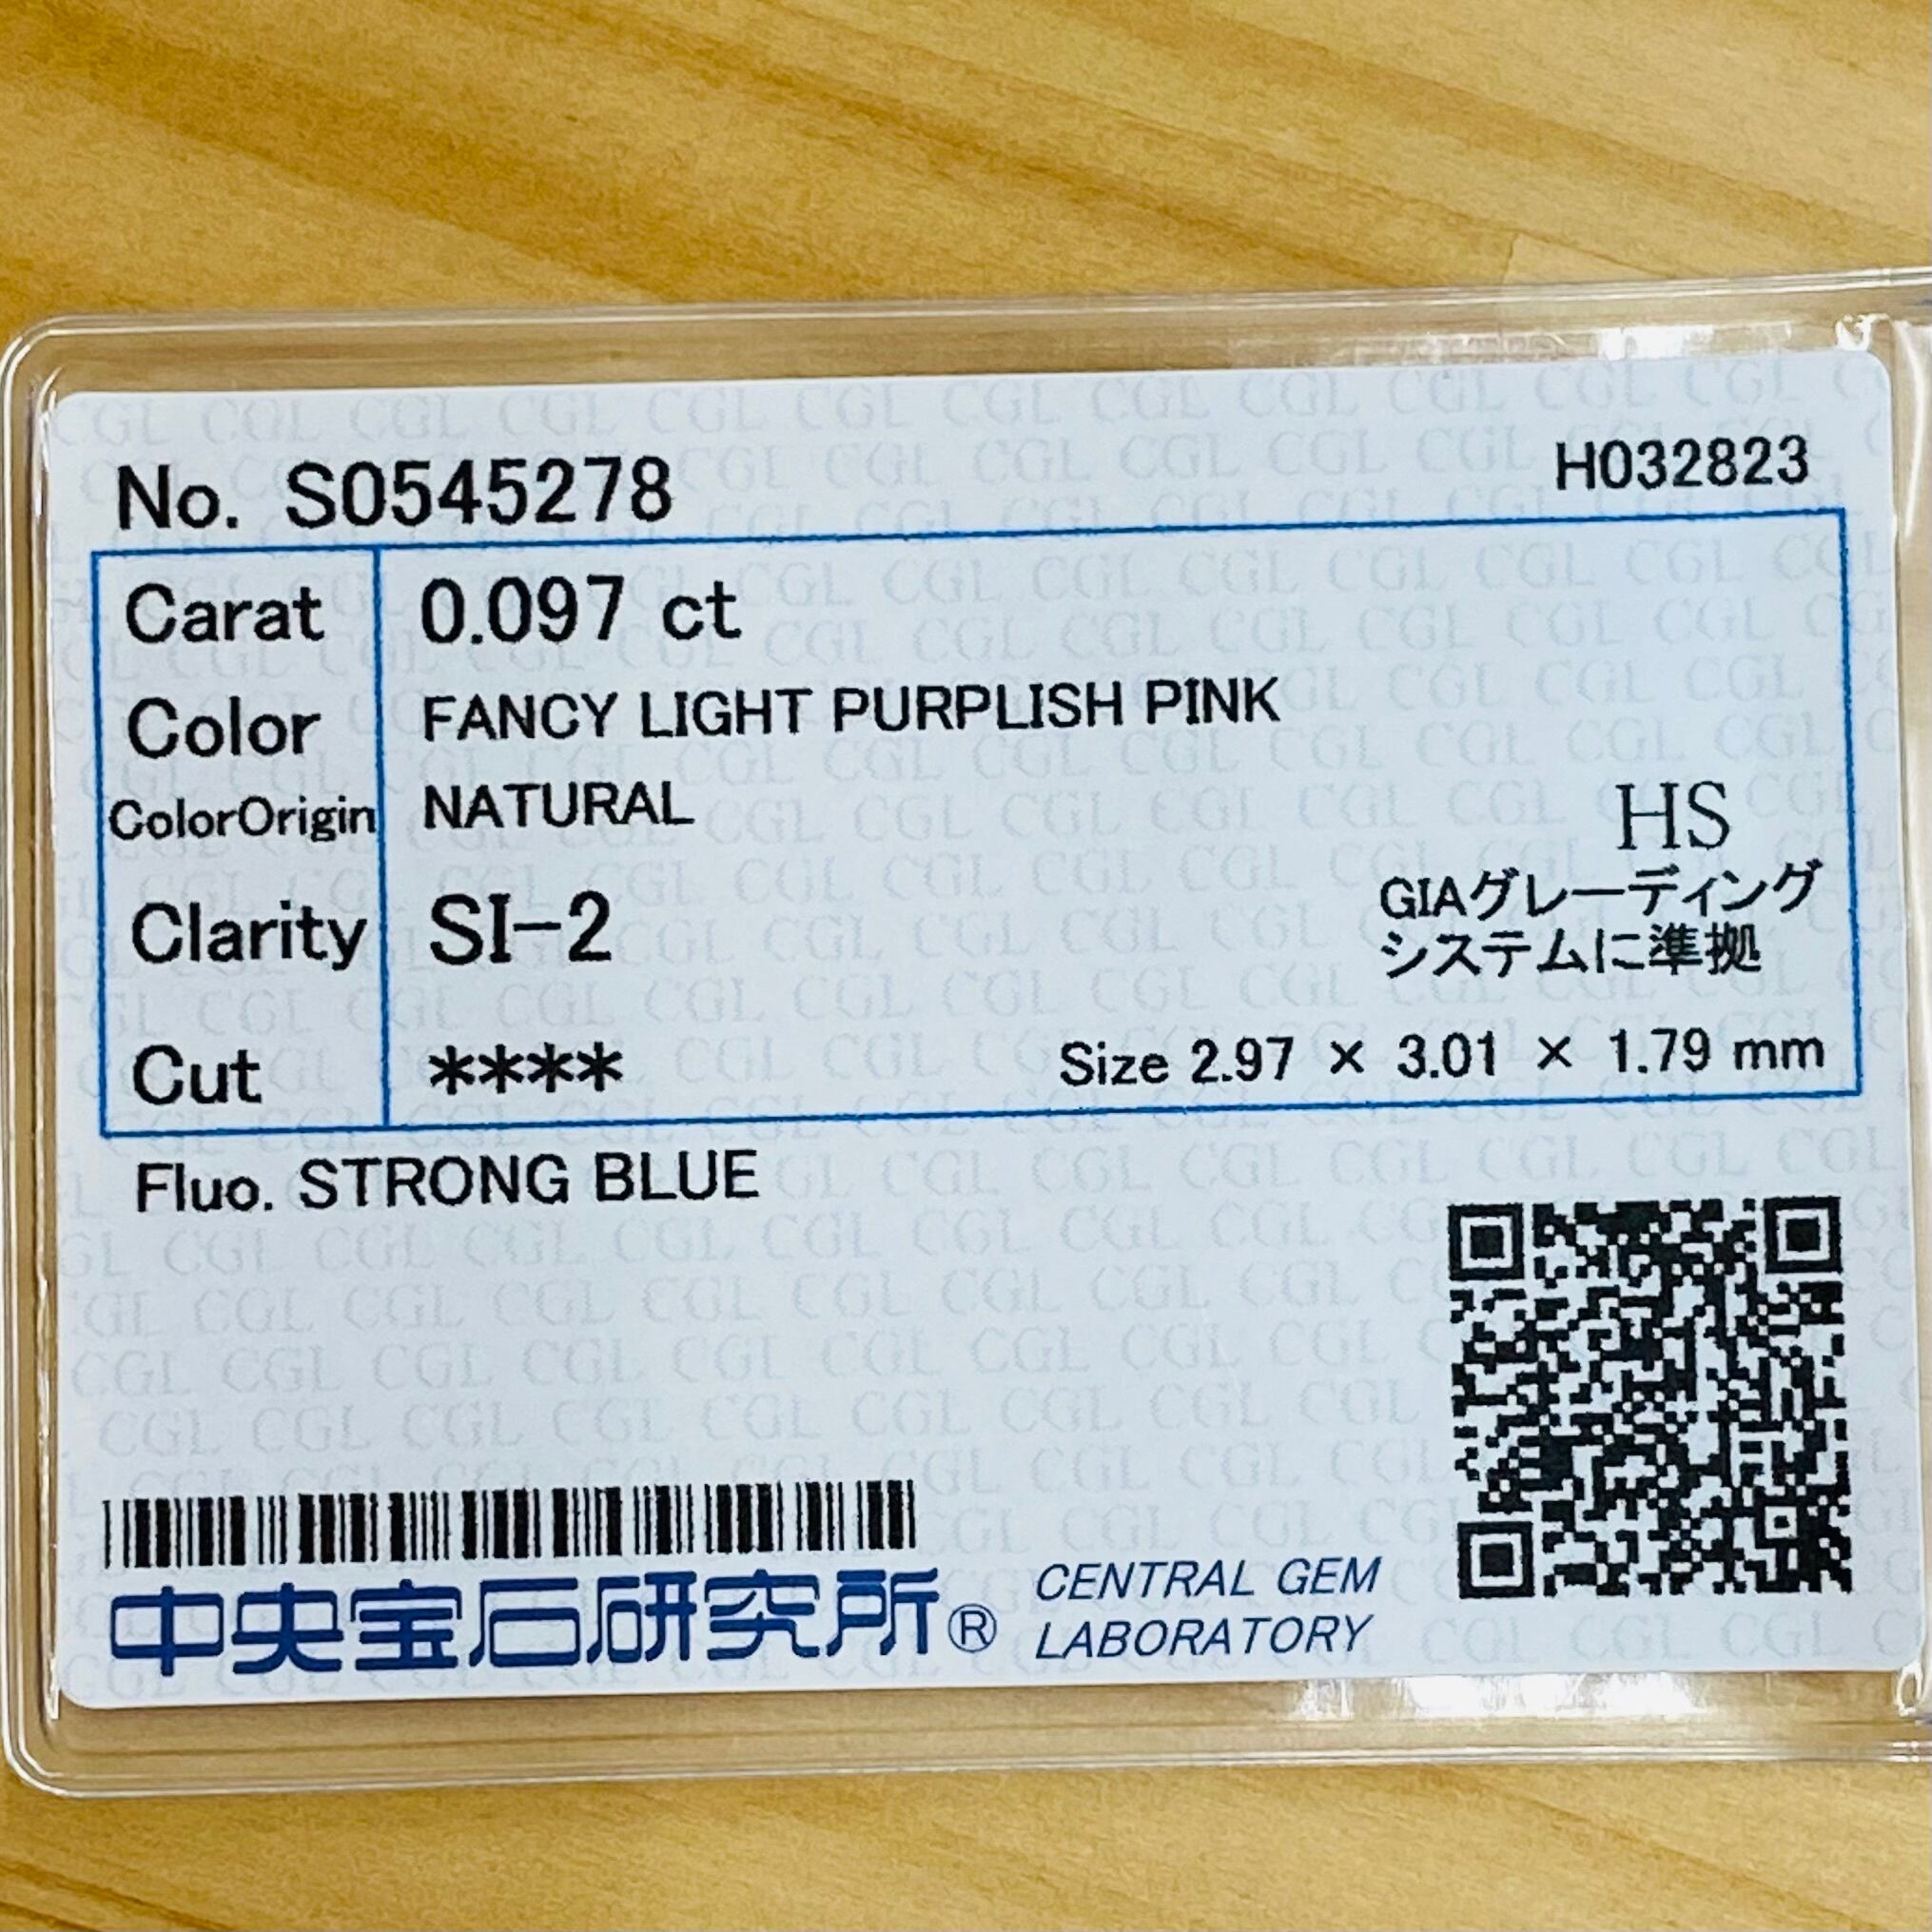 No. S0545278
H032823
Carat 0.097 ct
Color FANCY LIGHT PURPLISH PINK
ColorOrigin NATURAL
HS
Clarity SI-2
GIAグレーディング
システムに準拠
Cut ****
Size 2.97 × 3.01 × 1.79 mm
Fluo. STRONG BLUE
中央宝石研究所®
CENTRAL GEM
LABORATORY